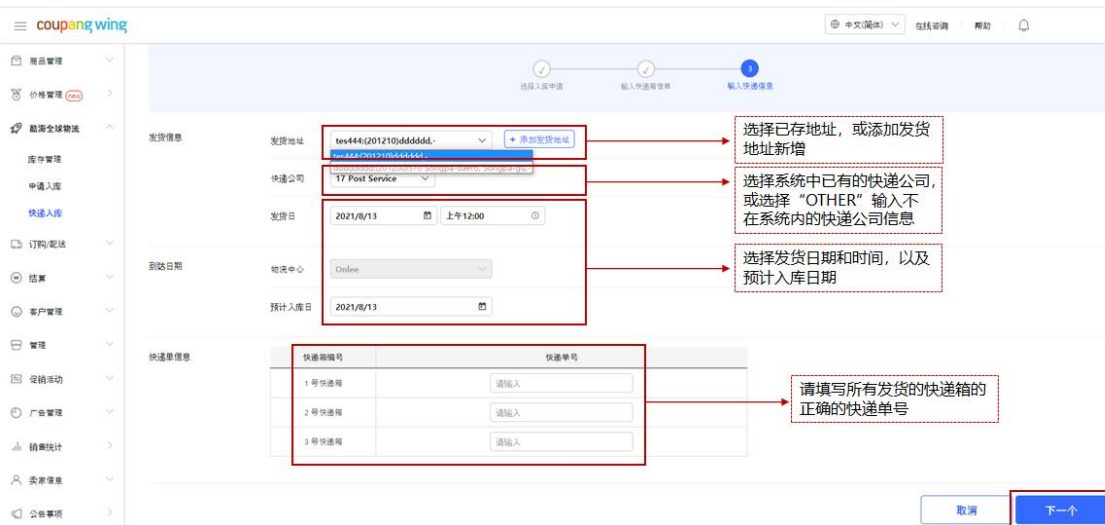 coupang wing
中文(简体)
在线咨询
帮助
商品管理
价格管理 new
酷海全球物流
库存管理
申请入库
快递入库
订购/配送
结算
客户管理
管理
促销活动
广告管理
销售统计
卖家信息
公告事项
选择入库申请
输入快递箱信息
3
输入快递信息
发货信息
发货地址
tes444:(201210)dddddd,-
+ 添加发货地址
tes444:(201210)dddddd,-
快递公司
17 Post Service
发货日
2021/8/13
上午12:00
到达日期
物流中心
Onlee
预计入库日
2021/8/13
快递单信息
快递箱编号
快递单号
1 号快递箱
请输入
2 号快递箱
请输入
3 号快递箱
请输入
选择已存地址，或添加发货
地址新增
选择系统中已有的快递公司，
或选择“OTHER”输入不
在系统内的快递公司信息
选择发货日期和时间，以及
预计入库日期
请填写所有发货的快递箱的
正确的快递单号
取消
下一个